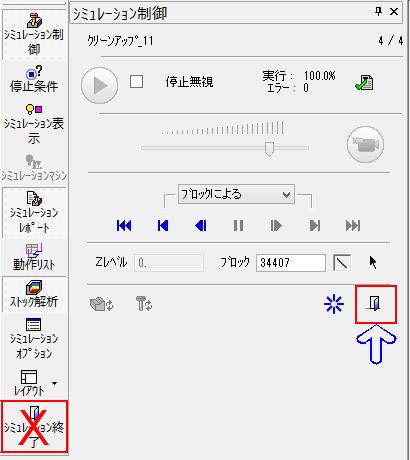 シミュレーション制御
クリーンアップ_11
4 / 4
停止無視
実行： 100.0%
エラー： 0
ブロックによる
Zレベル
0.
ブロック
34407
シミュレーション制
御
停止条件
シミュレーション表
示
シミュレーションマシン
シミュレーション
レポート
動作リスト
ストック解析
シミュレーション
オプション
レイアウト
シミュレーション終
了
X